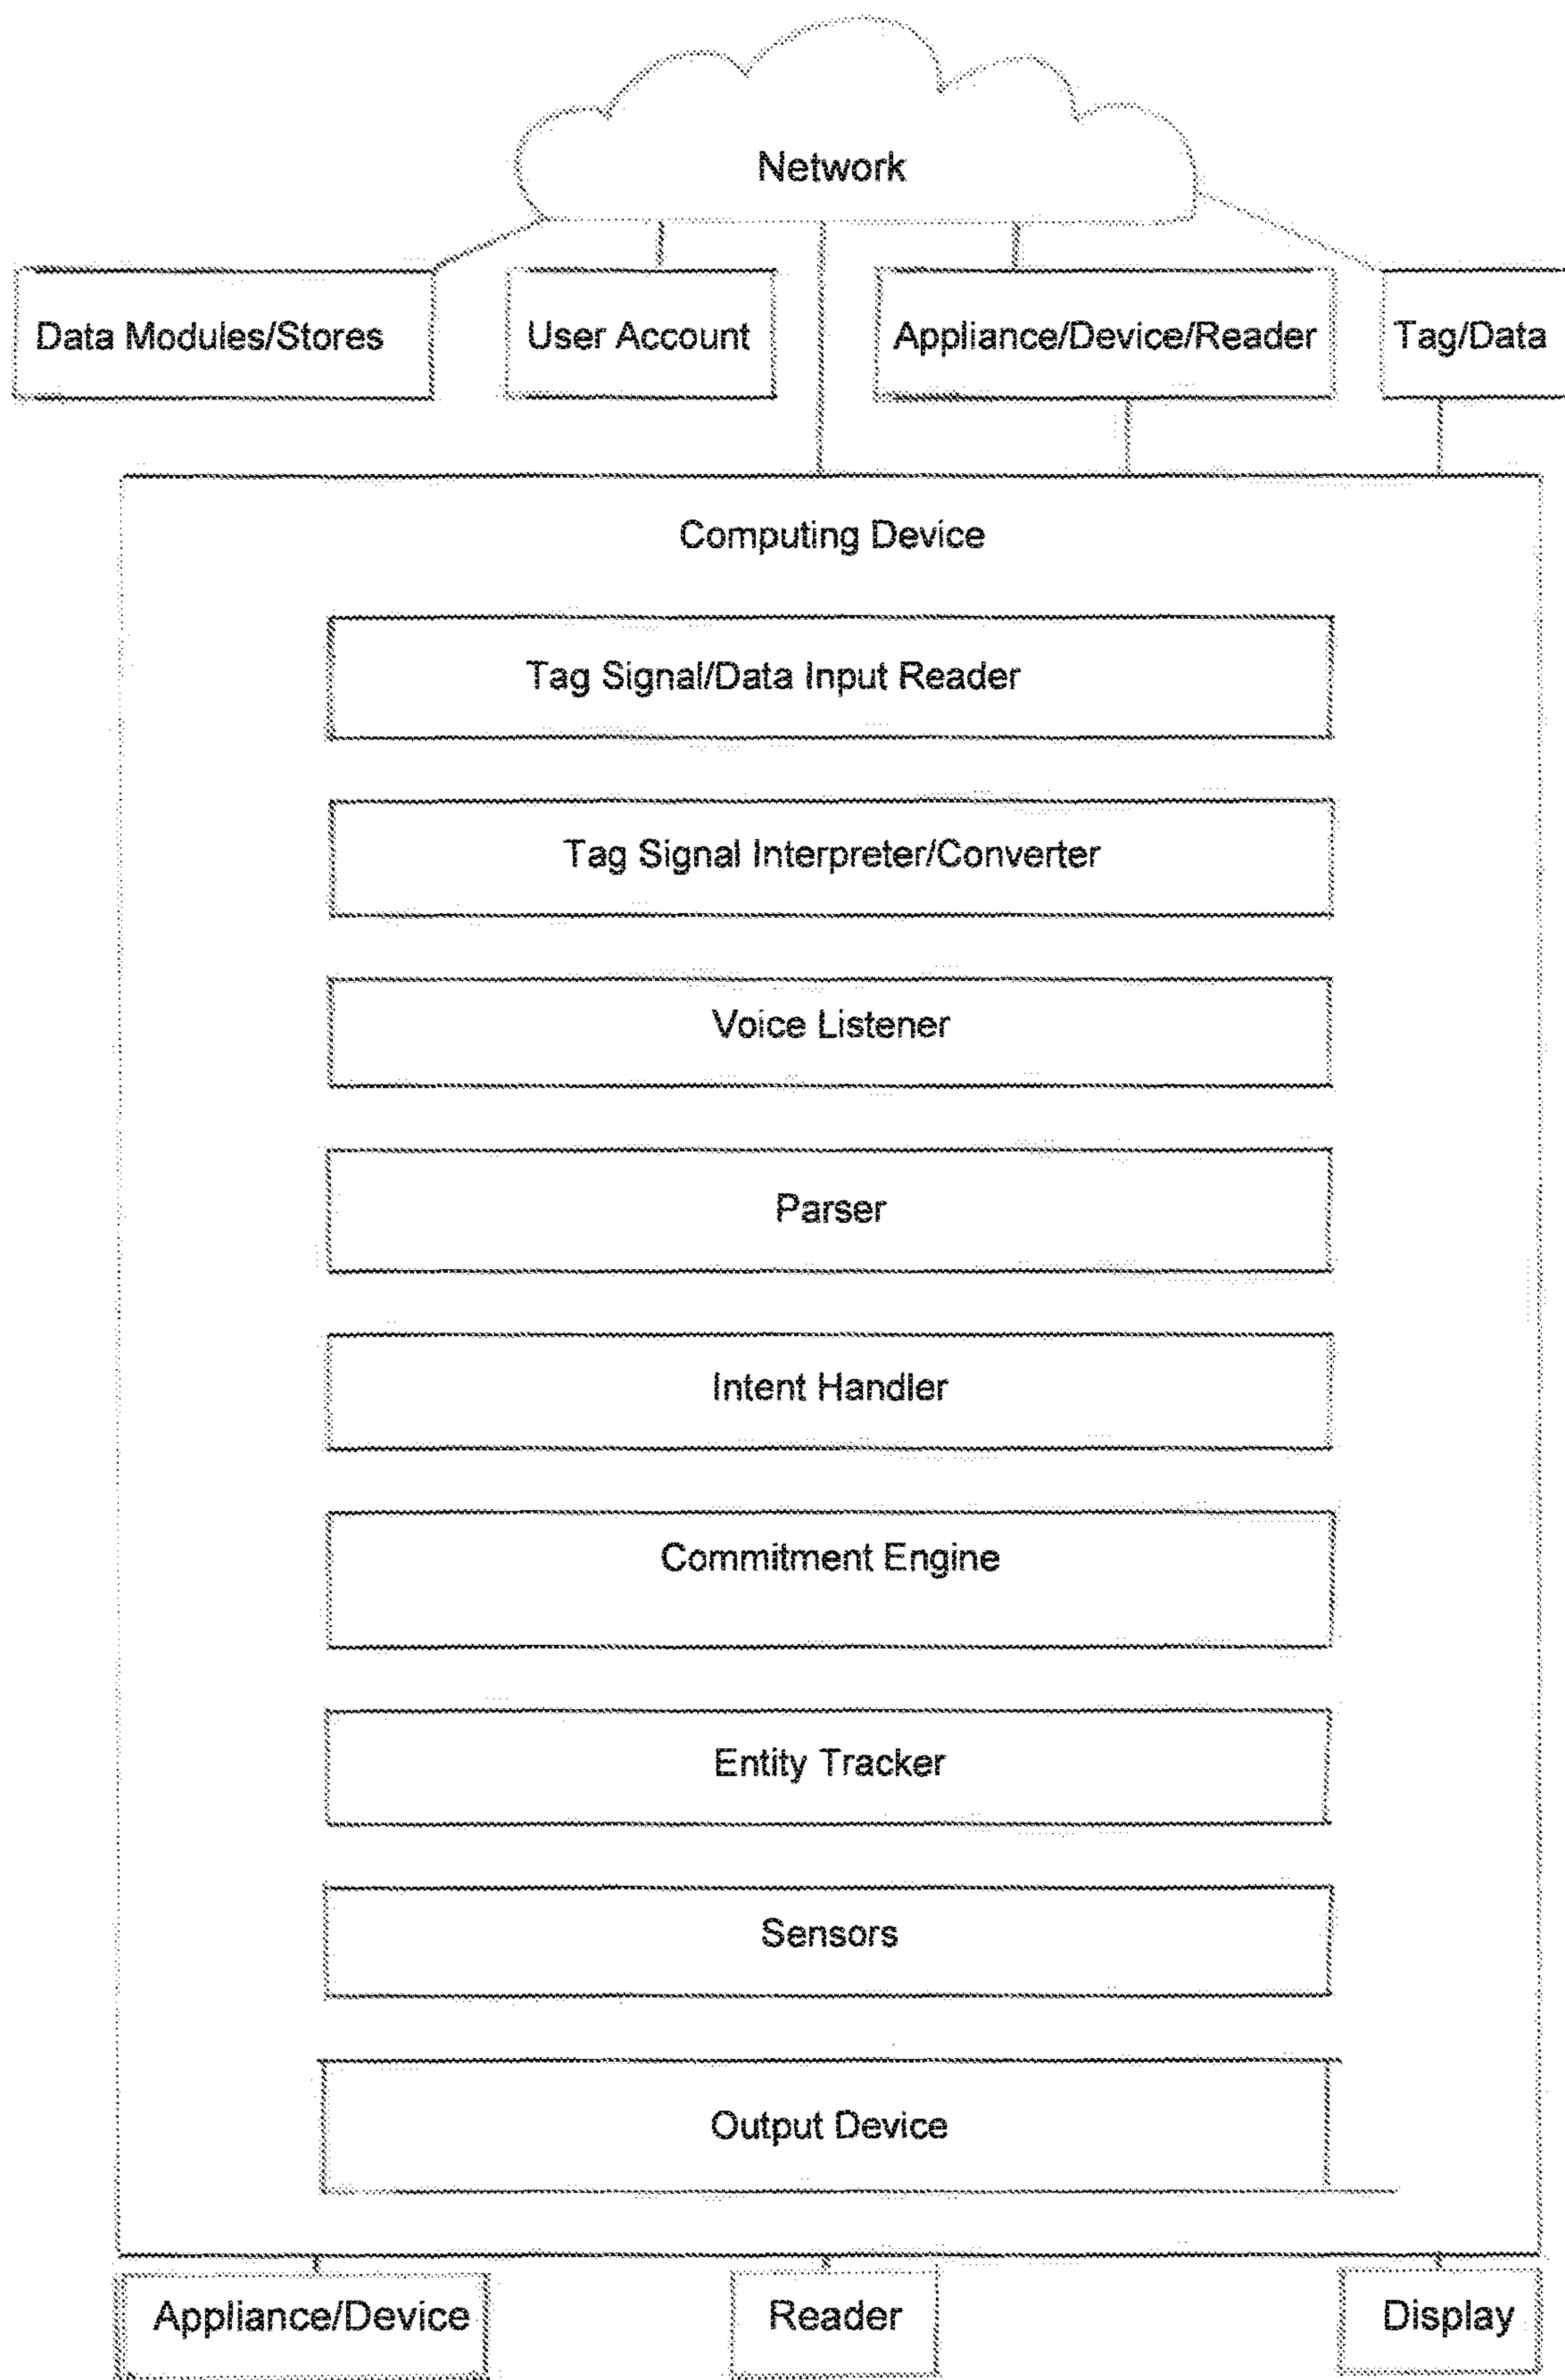 Network
Data Modules/Stores
User Account
Appliance/Device/Reader
Tag/Data
Computing Device
Tag Signal/Data Input Reader
Tag Signal Interpreter/Converter
Voice Listener
Parser
Intent Handler
Commitment Engine
Entity Tracker
Sensors
Output Device
Appliance/Device
Reader
Display